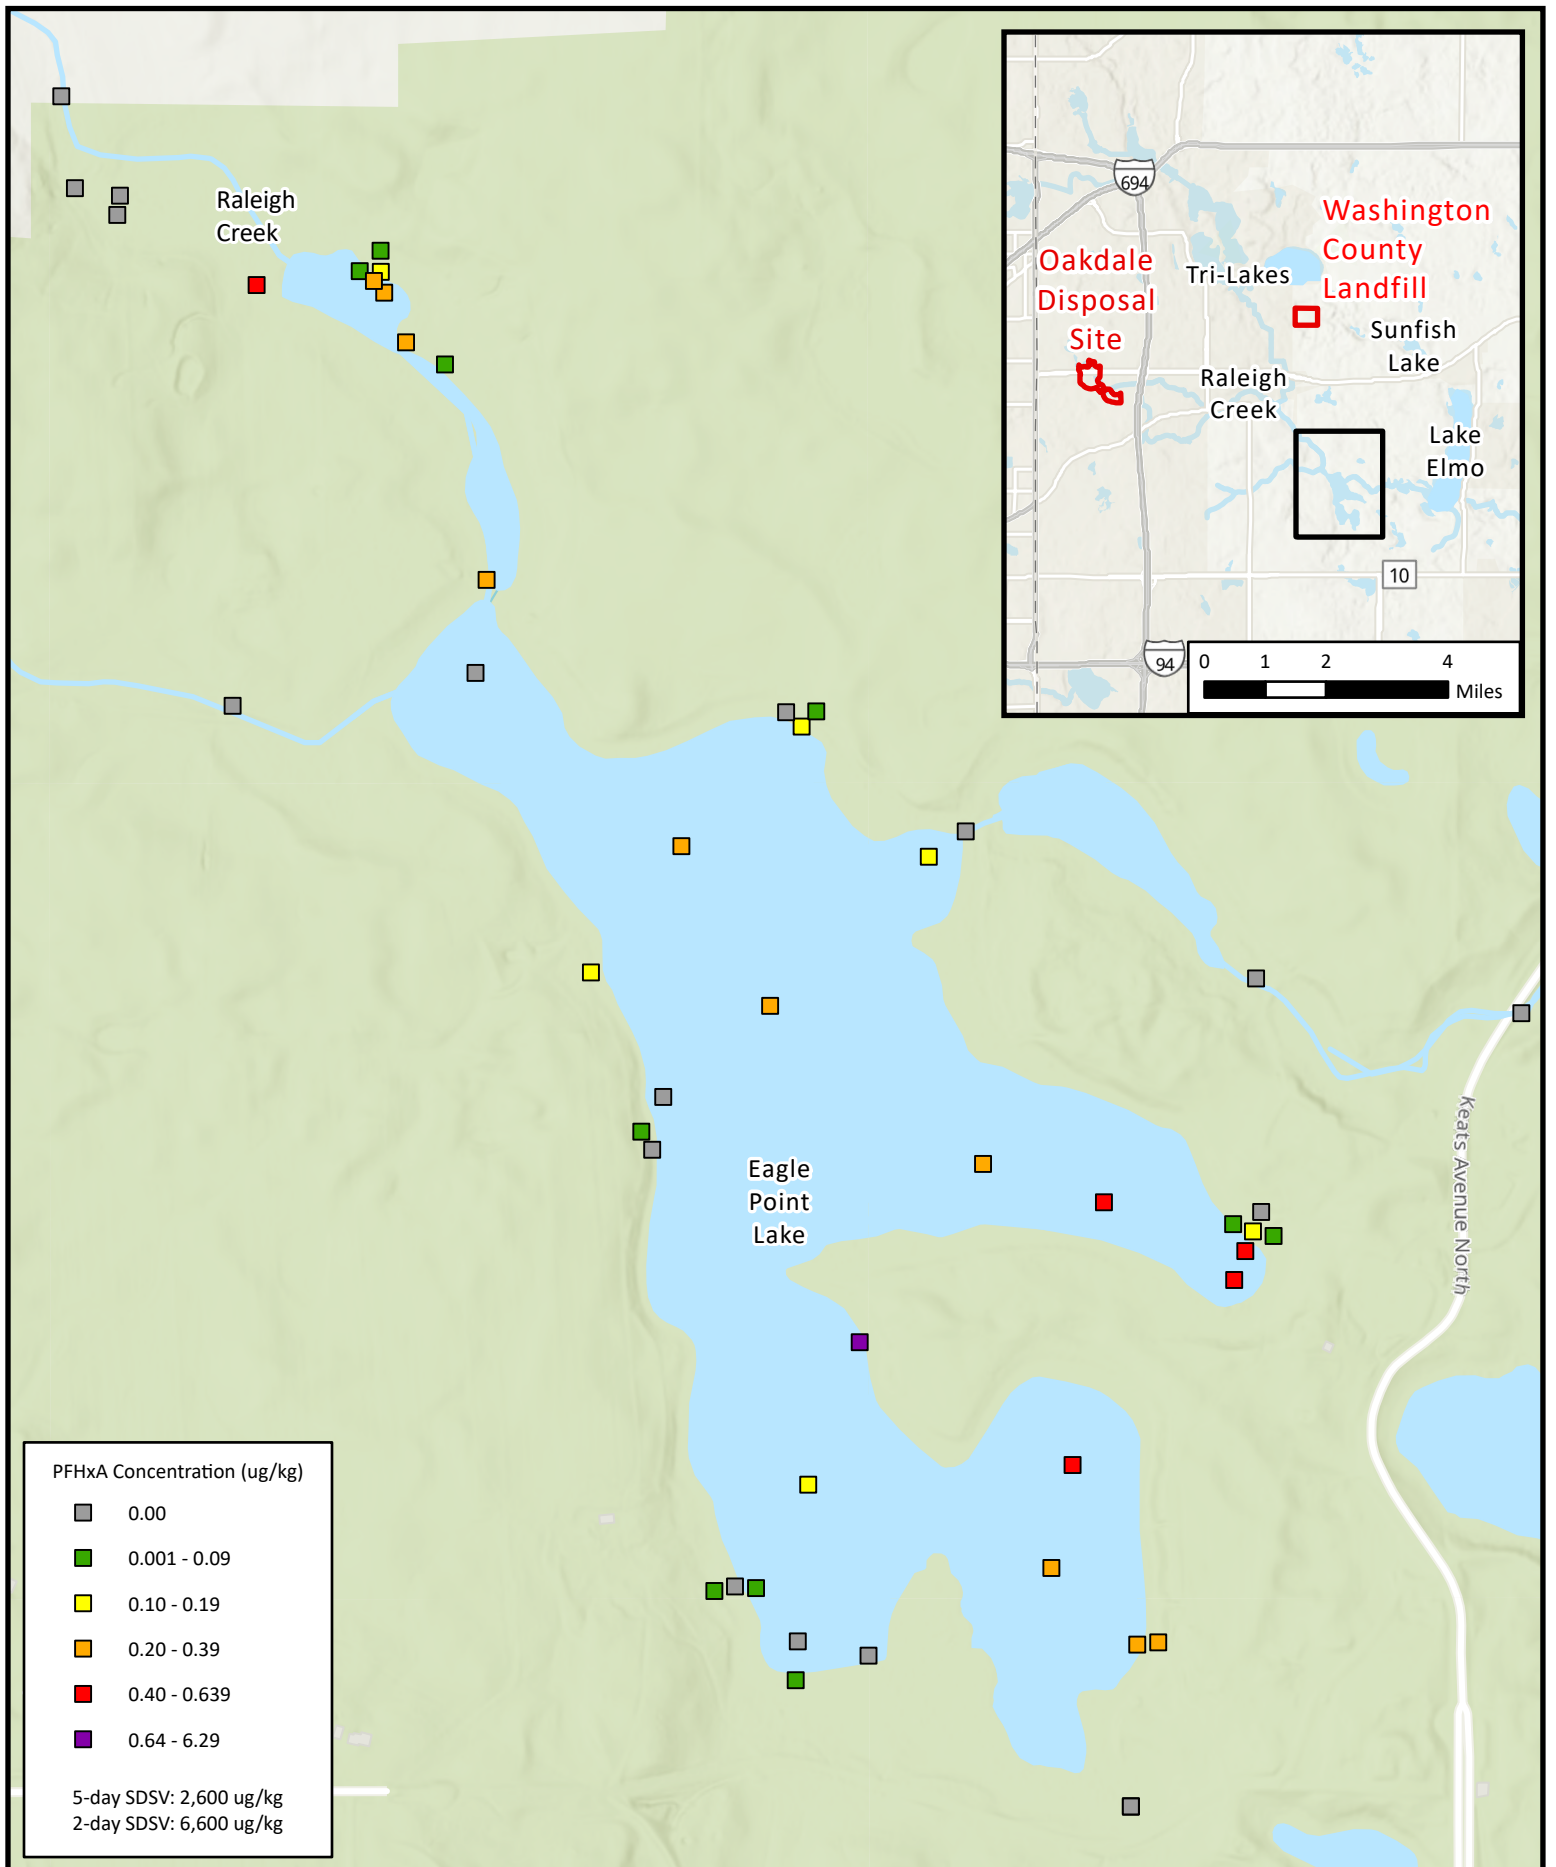 Raleigh
Creek
694
Washington
County
Landfill
Oakdale
Disposal
Site
Tri-Lakes
Sunfish
Lake
Raleigh
Creek
Lake
Elmo
10
94
0 1 2 4
Miles
Eagle
Point
Lake
Keats Avenue North
PFHxA Concentration (ug/kg)
0.00
0.001 - 0.09
0.10 - 0.19
0.20 - 0.39
0.40 - 0.639
0.64 - 6.29
5-day SDSV: 2,600 ug/kg
2-day SDSV: 6,600 ug/kg